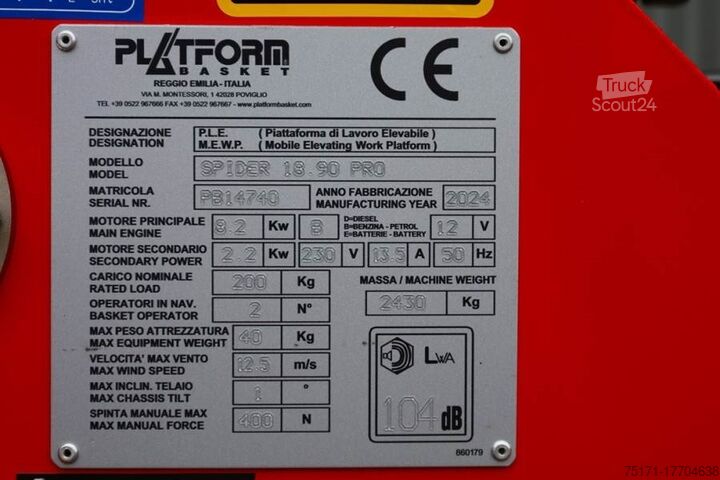 PLATFORM
BASKET
REGGIO EMILIA - ITALIA
VIA M. MONTESSORI, 1 42028 POVIGLIO
TEL +39 0522 967666 FAX +39 0522 967667 - www.platformbasket.com
CE
Truck
Scout24
DESIGNAZIONE P.L.E. ( Piattaforma di Lavoro Elevabile )
DESIGNATION M.E.W.P. ( Mobile Elevating Work Platform )
MODELLO
MODEL SPIDER 18.90 PRO
MATRICOLA
SERIAL NR. PB14740 ANNO FABBRICAZIONE
MANUFACTURING YEAR 2024
MOTORE PRINCIPALE
MAIN ENGINE 8.2 Kw B D=DIESEL
B=BENZINA - PETROL
E=BATTERIE - BATTERY 12 V
MOTORE SECONDARIO
SECONDARY POWER 2.2 Kw 230 V 13.5 A 50 Hz
CARICO NOMINALE
RATED LOAD 200 Kg
MASSA / MACHINE WEIGHT
2430 Kg
OPERATORI IN NAV.
BASKET OPERATOR 2 N°
MAX PESO ATTREZZATURA
MAX EQUIPMENT WEIGHT 40 Kg
VELOCITA' MAX VENTO
MAX WIND SPEED 12.5 m/s
MAX INCLIN. TELAIO
MAX CHASSIS TILT 1 °
SPINTA MANUALE MAX
MAX MANUAL FORCE 400 N
LWA
104 dB
860179
75171-17704698